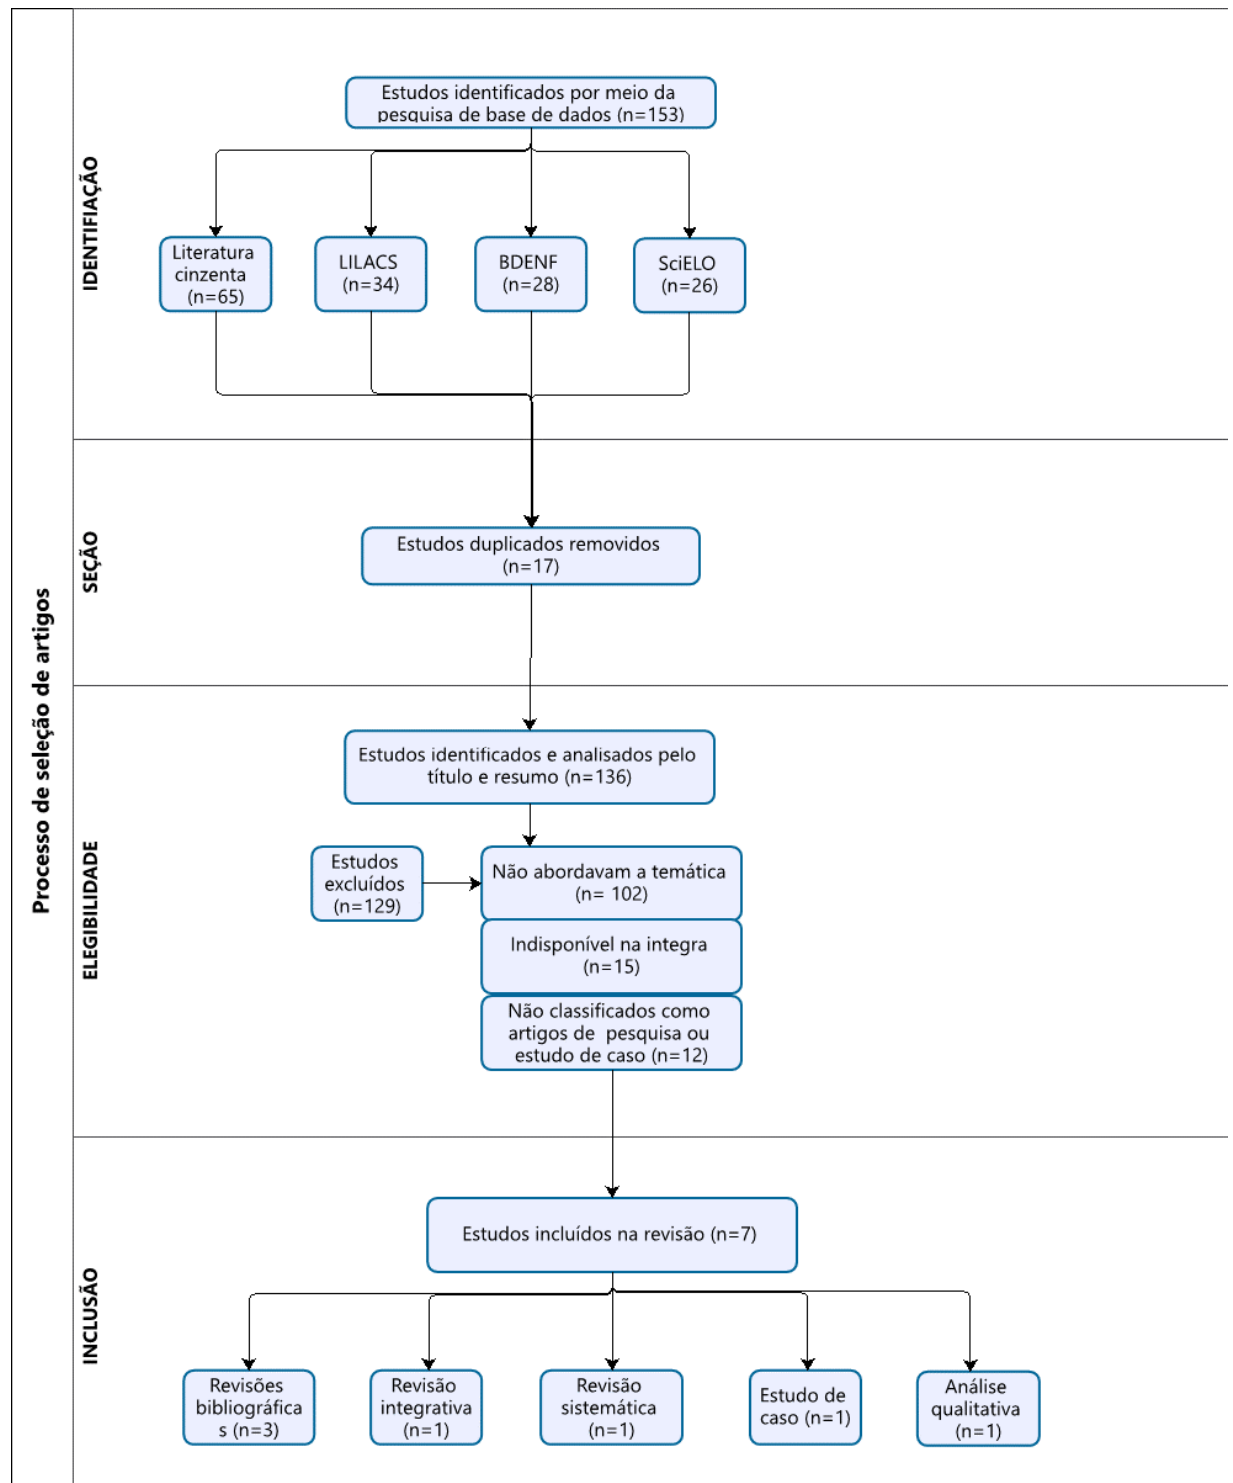 Processo de seleção de artigos
IDENTIFIAÇÃO
Estudos identificados por meio da
pesquisa de base de dados (n=153)
Literatura
cinzenta
(n=65)
LILACS
(n=34)
BDENF
(n=28)
SciELO
(n=26)
SEÇÃO
Estudos duplicados removidos
(n=17)
ELEGIBILIDADE
Estudos identificados e analisados pelo
título e resumo (n=136)
Estudos
excluídos
(n=129)
Não abordavam a temática
(n= 102)
Indisponível na integra
(n=15)
Não classificados como
artigos de pesquisa ou
estudo de caso (n=12)
INCLUSÃO
Estudos incluídos na revisão (n=7)
Revisões
bibliográfica
s (n=3)
Revisão
integrativa
(n=1)
Revisão
sistemática
(n=1)
Estudo de
caso (n=1)
Análise
qualitativa
(n=1)